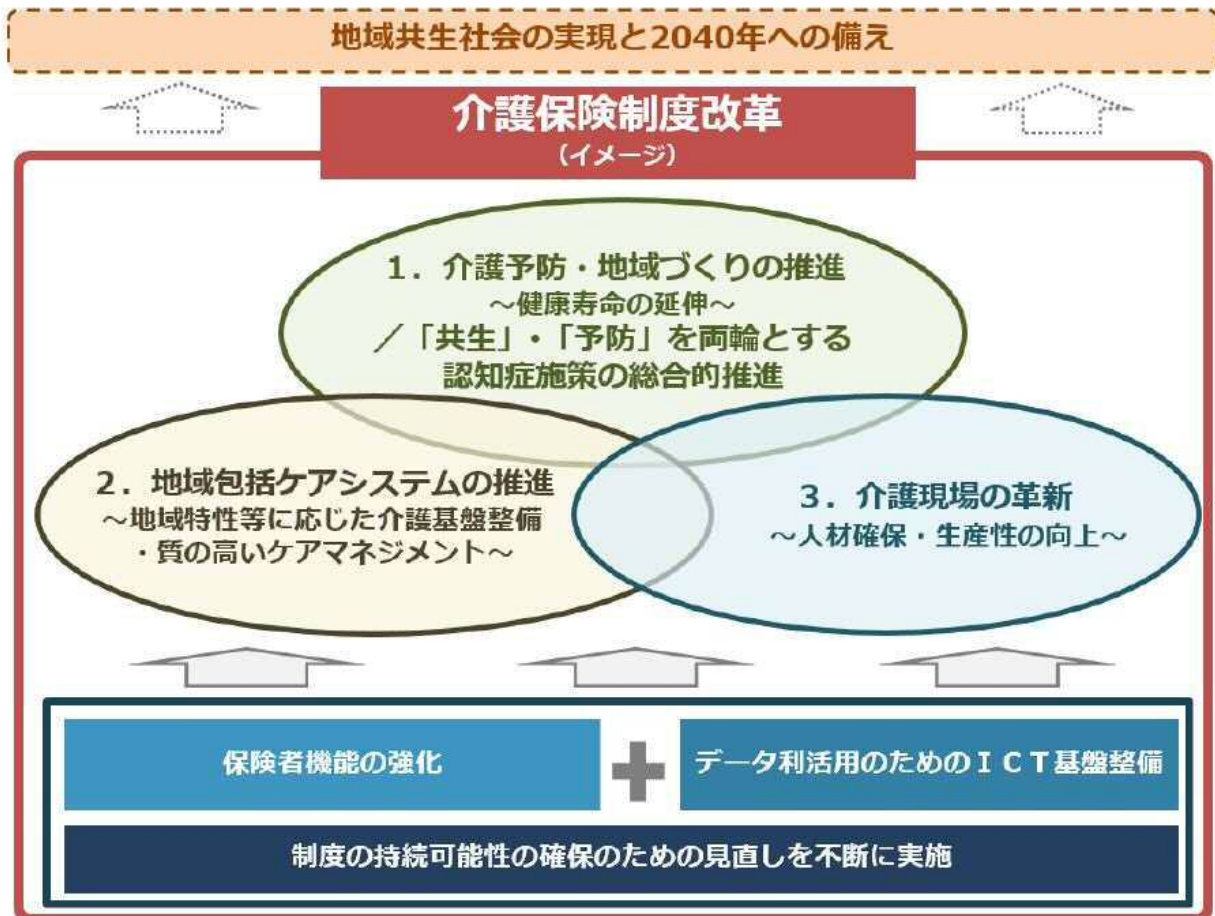 地域共生社会の実現と2040年への備え
介護保険制度改革
（イメージ）
１．介護予防・地域づくりの推進
～健康寿命の延伸～
／「共生」・「予防」を両輪とする
認知症施策の総合的推進
２．地域包括ケアシステムの推進
～地域特性等に応じた介護基盤整備
・質の高いケアマネジメント～
３．介護現場の革新
～人材確保・生産性の向上～
保険者機能の強化
データ利活用のためのＩＣＴ基盤整備
制度の持続可能性の確保のための見直しを不断に実施